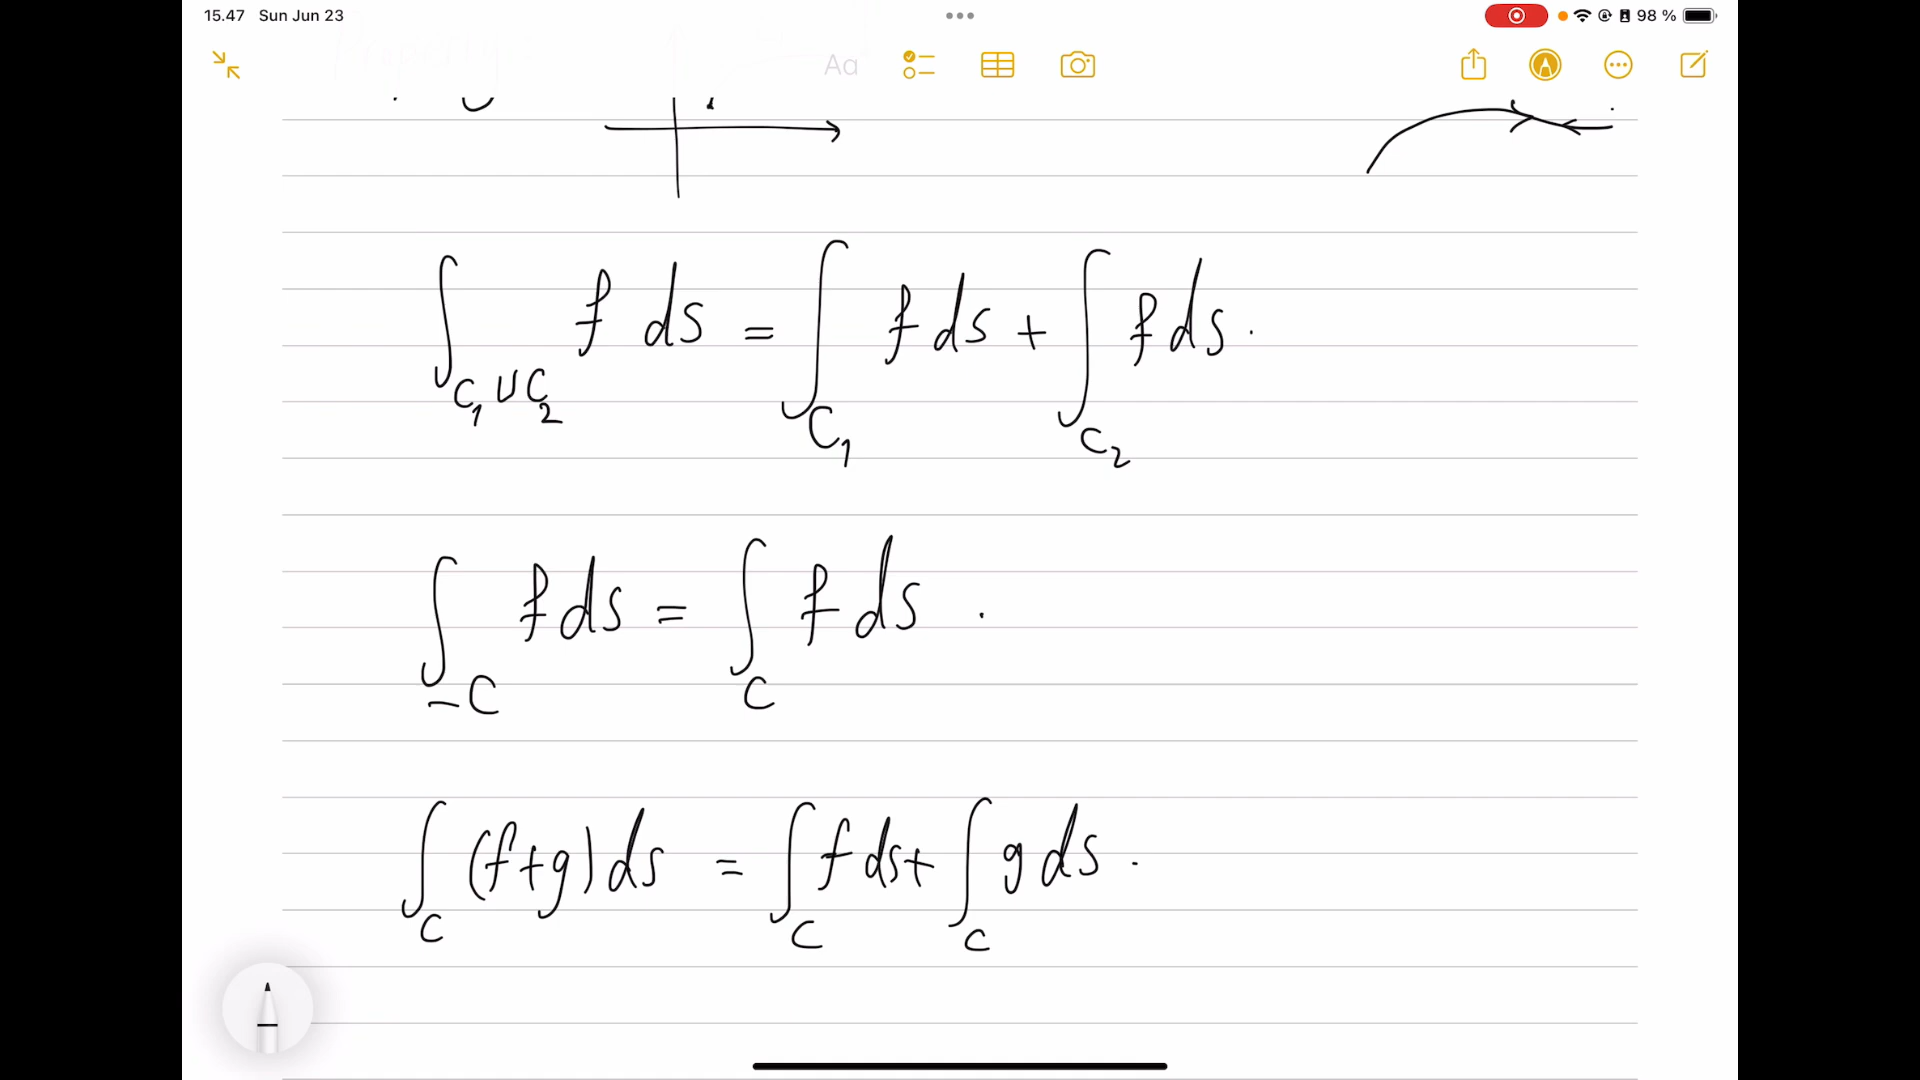 15.47 Sun Jun 23 98 %
Aa
∫_{C₁∪C₂} f ds = ∫_{C₁} f ds + ∫_{C₂} f ds.
∫_{-C} f ds = ∫_C f ds .
∫_C (f+g) ds = ∫_C f ds + ∫_C g ds .